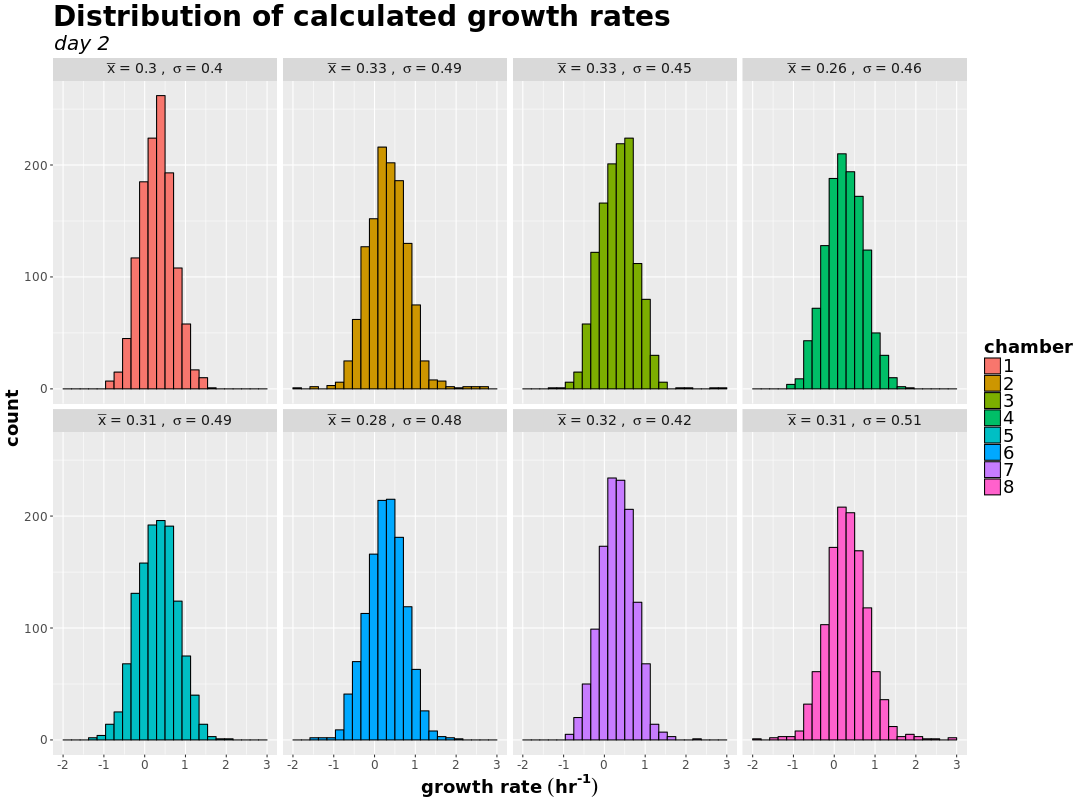 Distribution of calculated growth rates
day 2
x̅ = 0.3 , σ = 0.4
x̅ = 0.33 , σ = 0.49
x̅ = 0.33 , σ = 0.45
x̅ = 0.26 , σ = 0.46
200
100
0
x̅ = 0.31 , σ = 0.49
x̅ = 0.28 , σ = 0.48
x̅ = 0.32 , σ = 0.42
x̅ = 0.31 , σ = 0.51
200
100
0
-2 -1 0 1 2 3
-2 -1 0 1 2 3
-2 -1 0 1 2 3
-2 -1 0 1 2 3
count
growth rate (hr⁻¹)
chamber
1
2
3
4
5
6
7
8